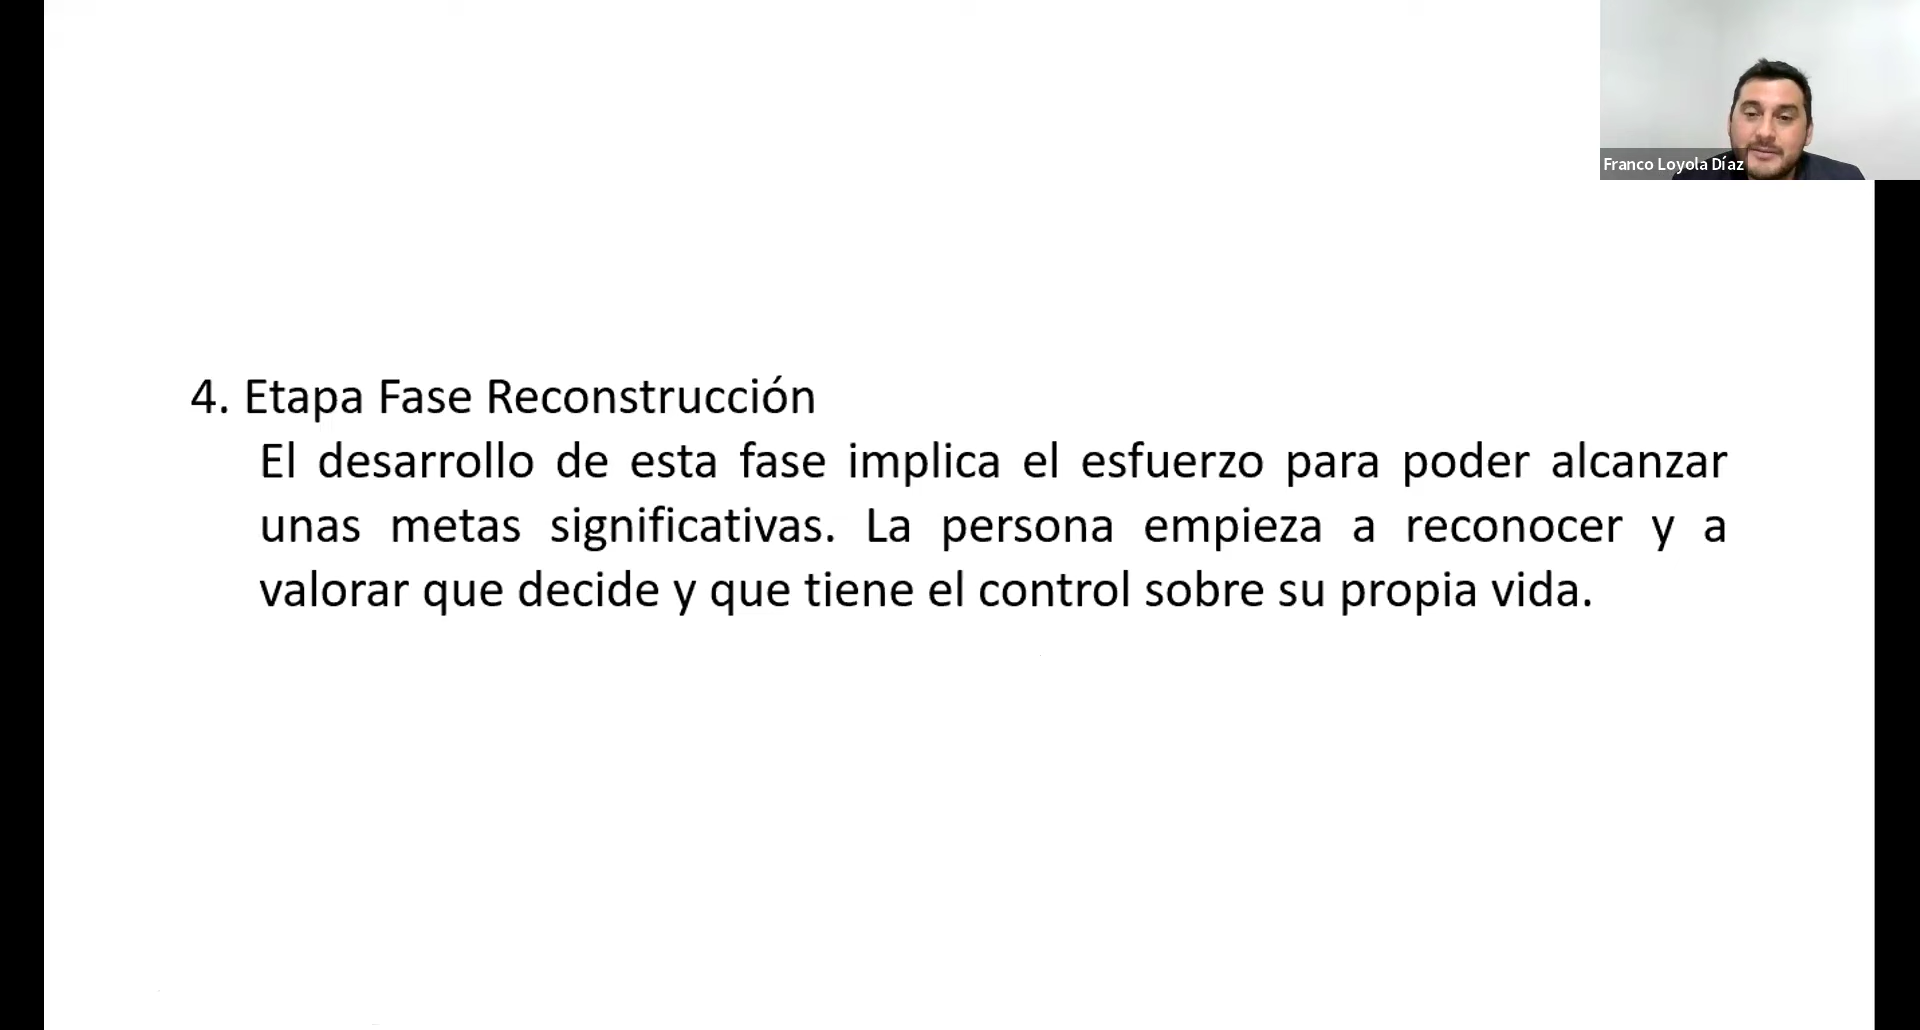 Franco Loyola Díaz
4. Etapa Fase Reconstrucción
El desarrollo de esta fase implica el esfuerzo para poder alcanzar
unas metas significativas. La persona empieza a reconocer y a
valorar que decide y que tiene el control sobre su propia vida.